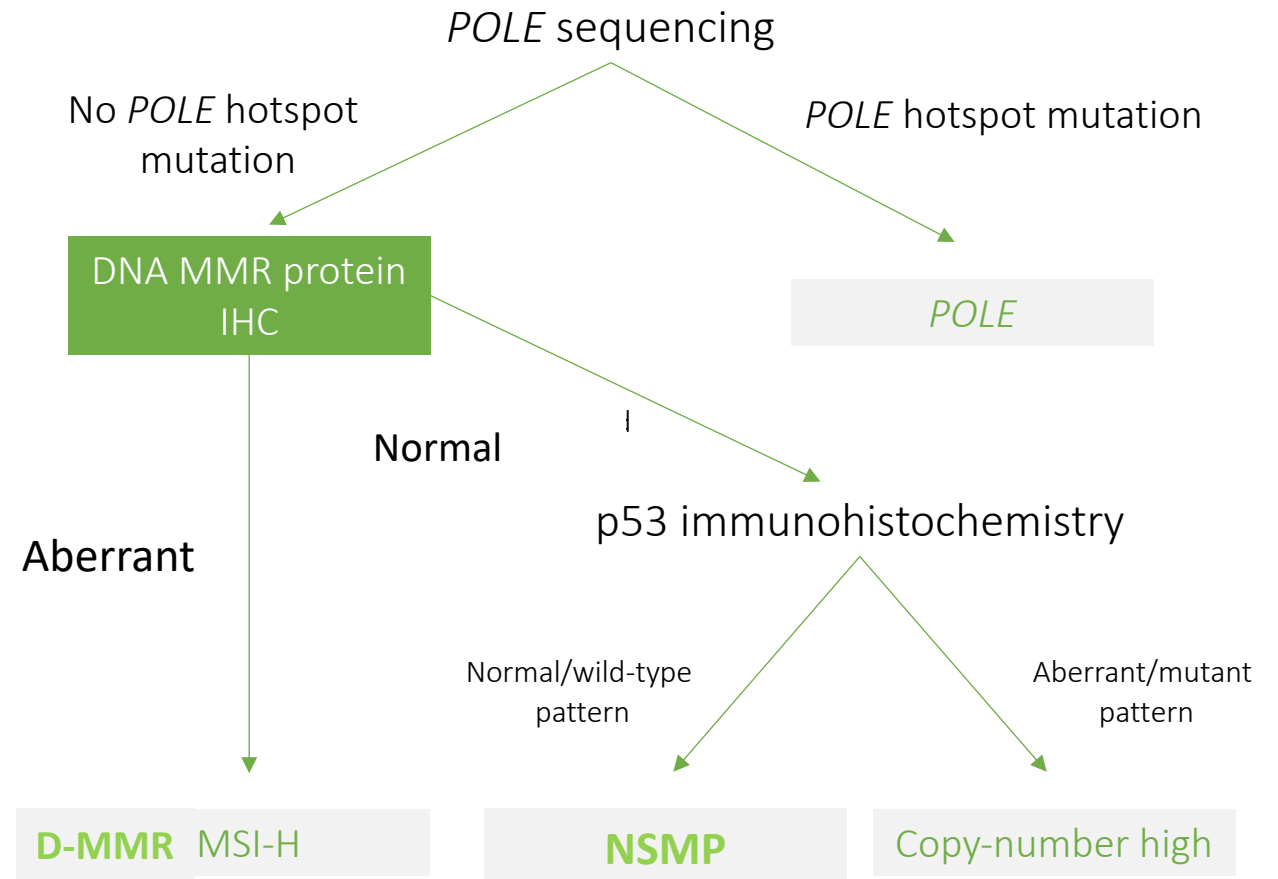 POLE sequencing
No POLE hotspot
mutation
POLE hotspot mutation
DNA MMR protein
IHC
POLE
Normal
p53 immunohistochemistry
Aberrant
Normal/wild-type
pattern
Aberrant/mutant
pattern
D-MMR MSI-H
NSMP
Copy-number high